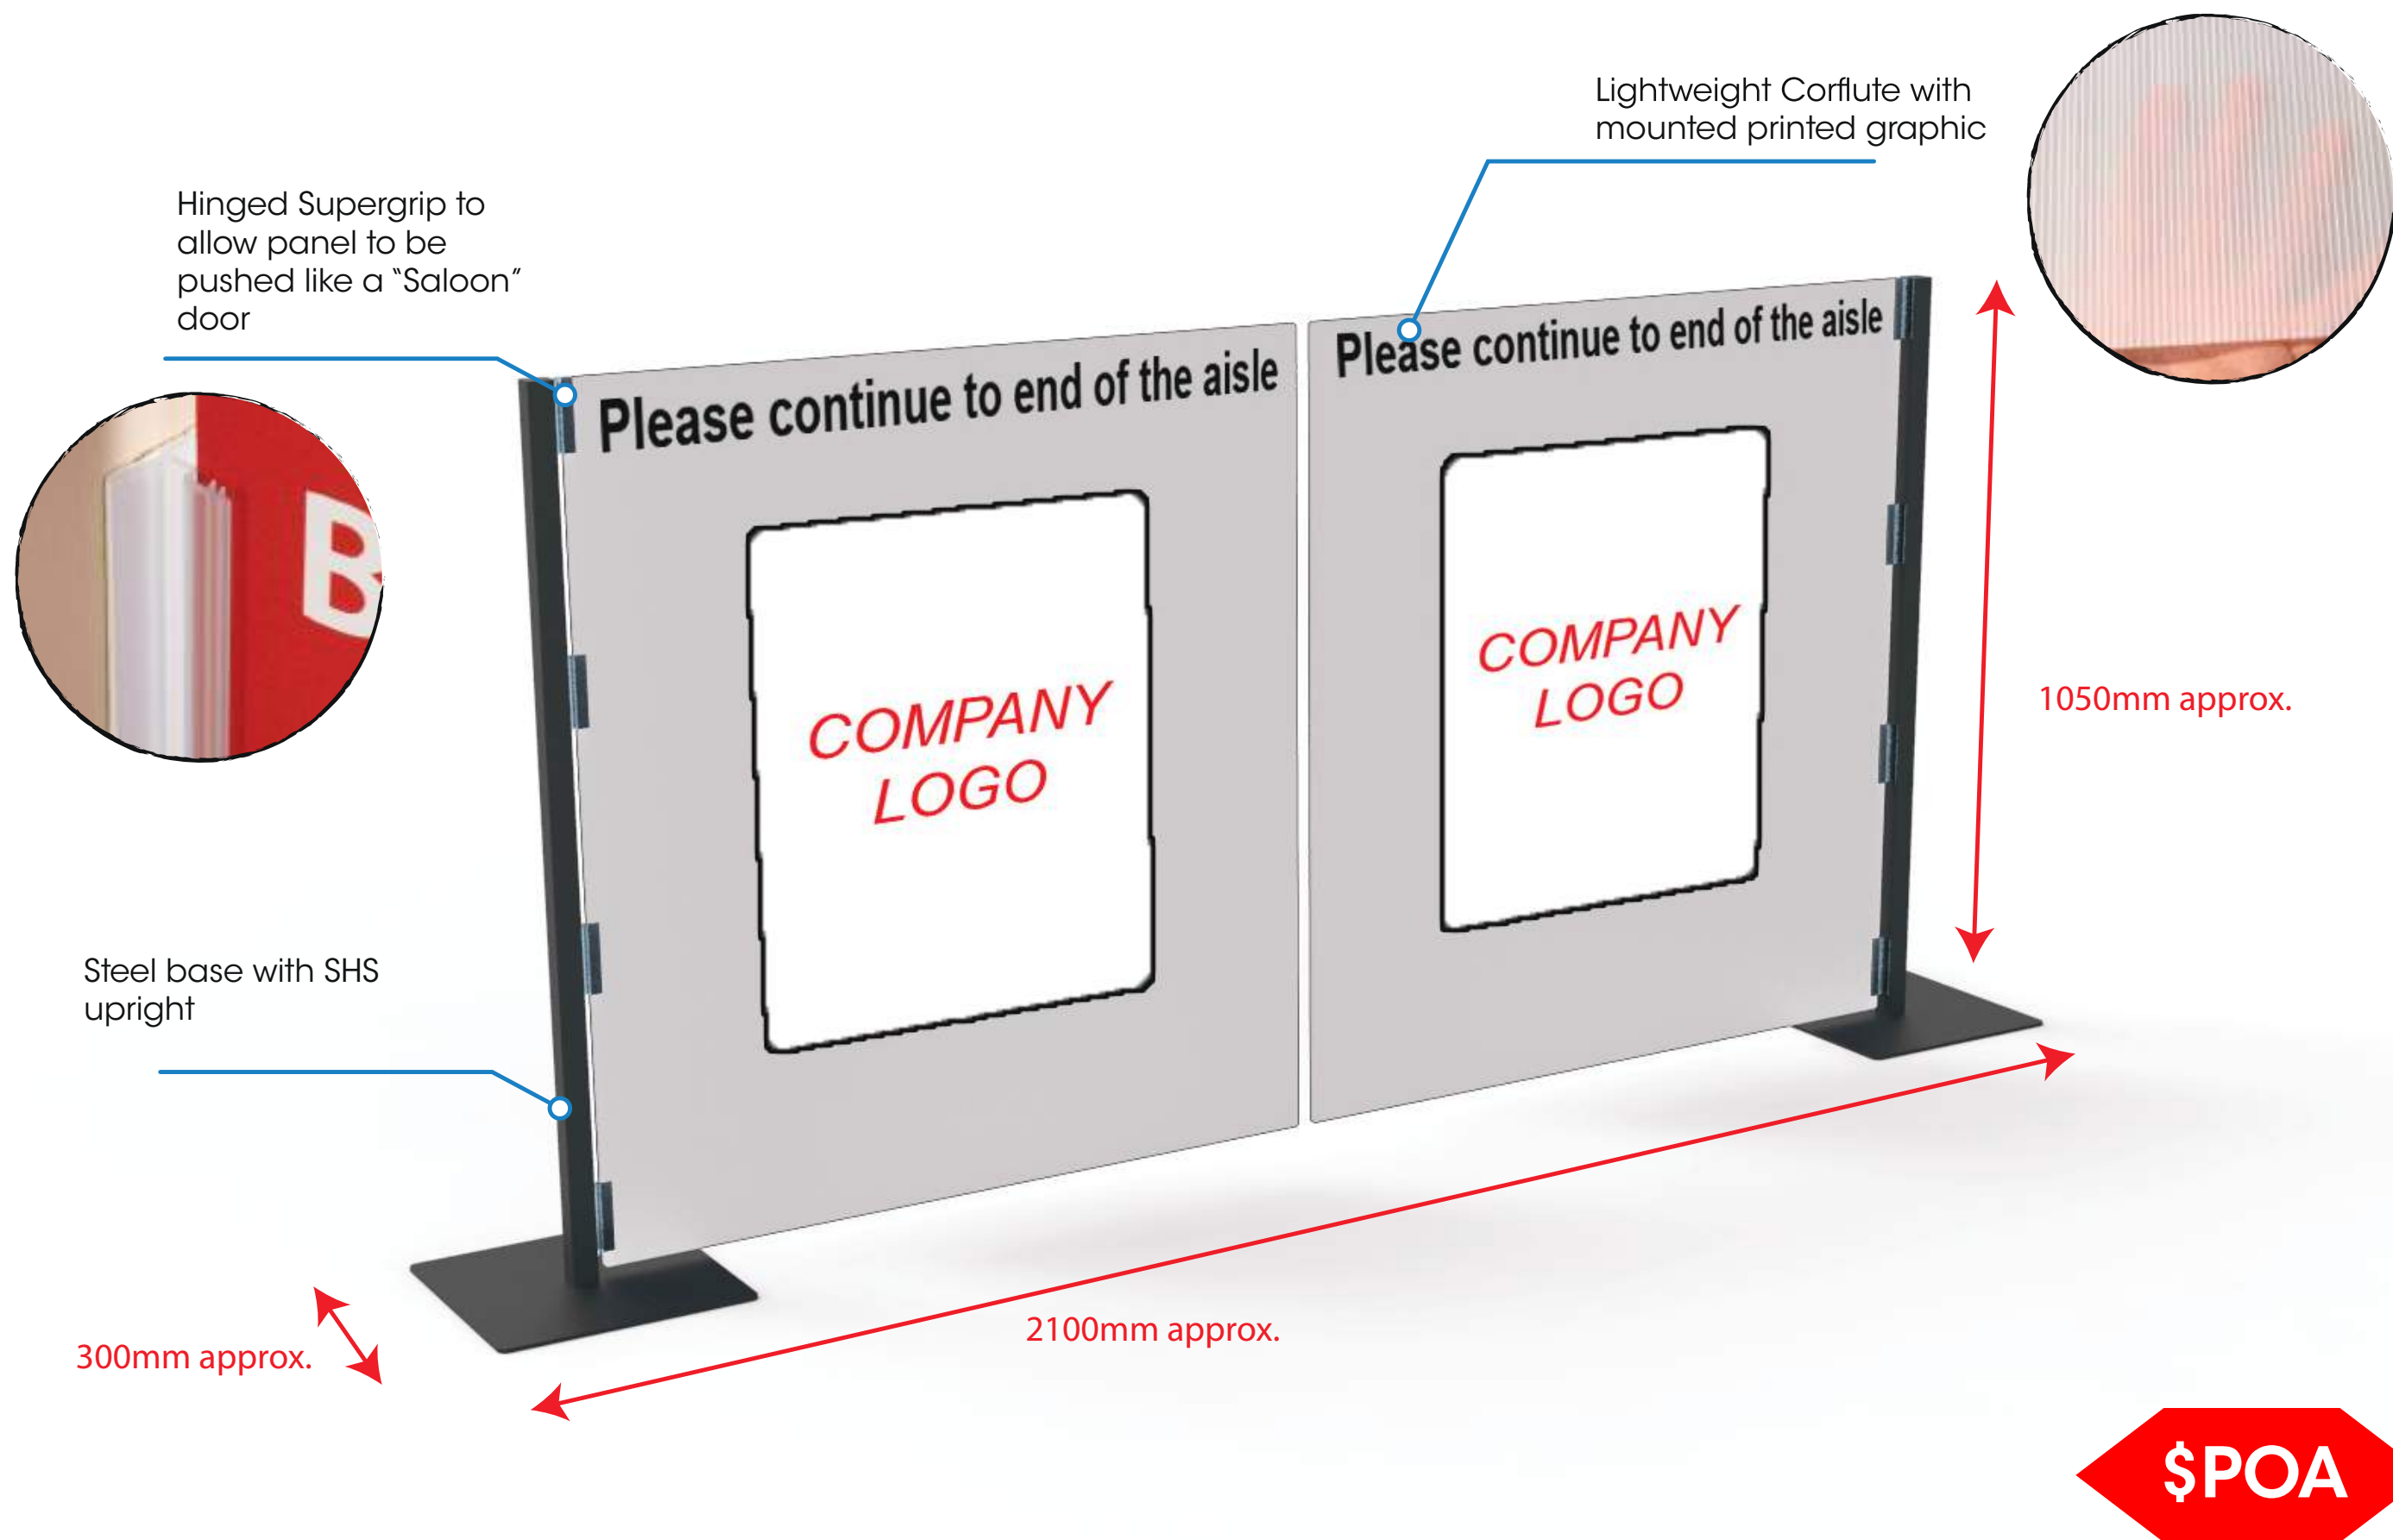 Lightweight Corflute with
mounted printed graphic
Hinged Supergrip to
allow panel to be
pushed like a “Saloon”
door
Please continue to end of the aisle
Please continue to end of the aisle
B
COMPANY
LOGO
COMPANY
LOGO
1050mm approx.
Steel base with SHS
upright
300mm approx.
2100mm approx.
$POA